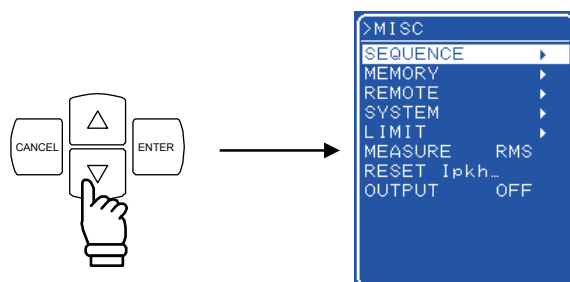 CANCEL
ENTER
>MISC
SEQUENCE
MEMORY
REMOTE
SYSTEM
LIMIT
MEASURE RMS
RESET Ipkh…
OUTPUT OFF